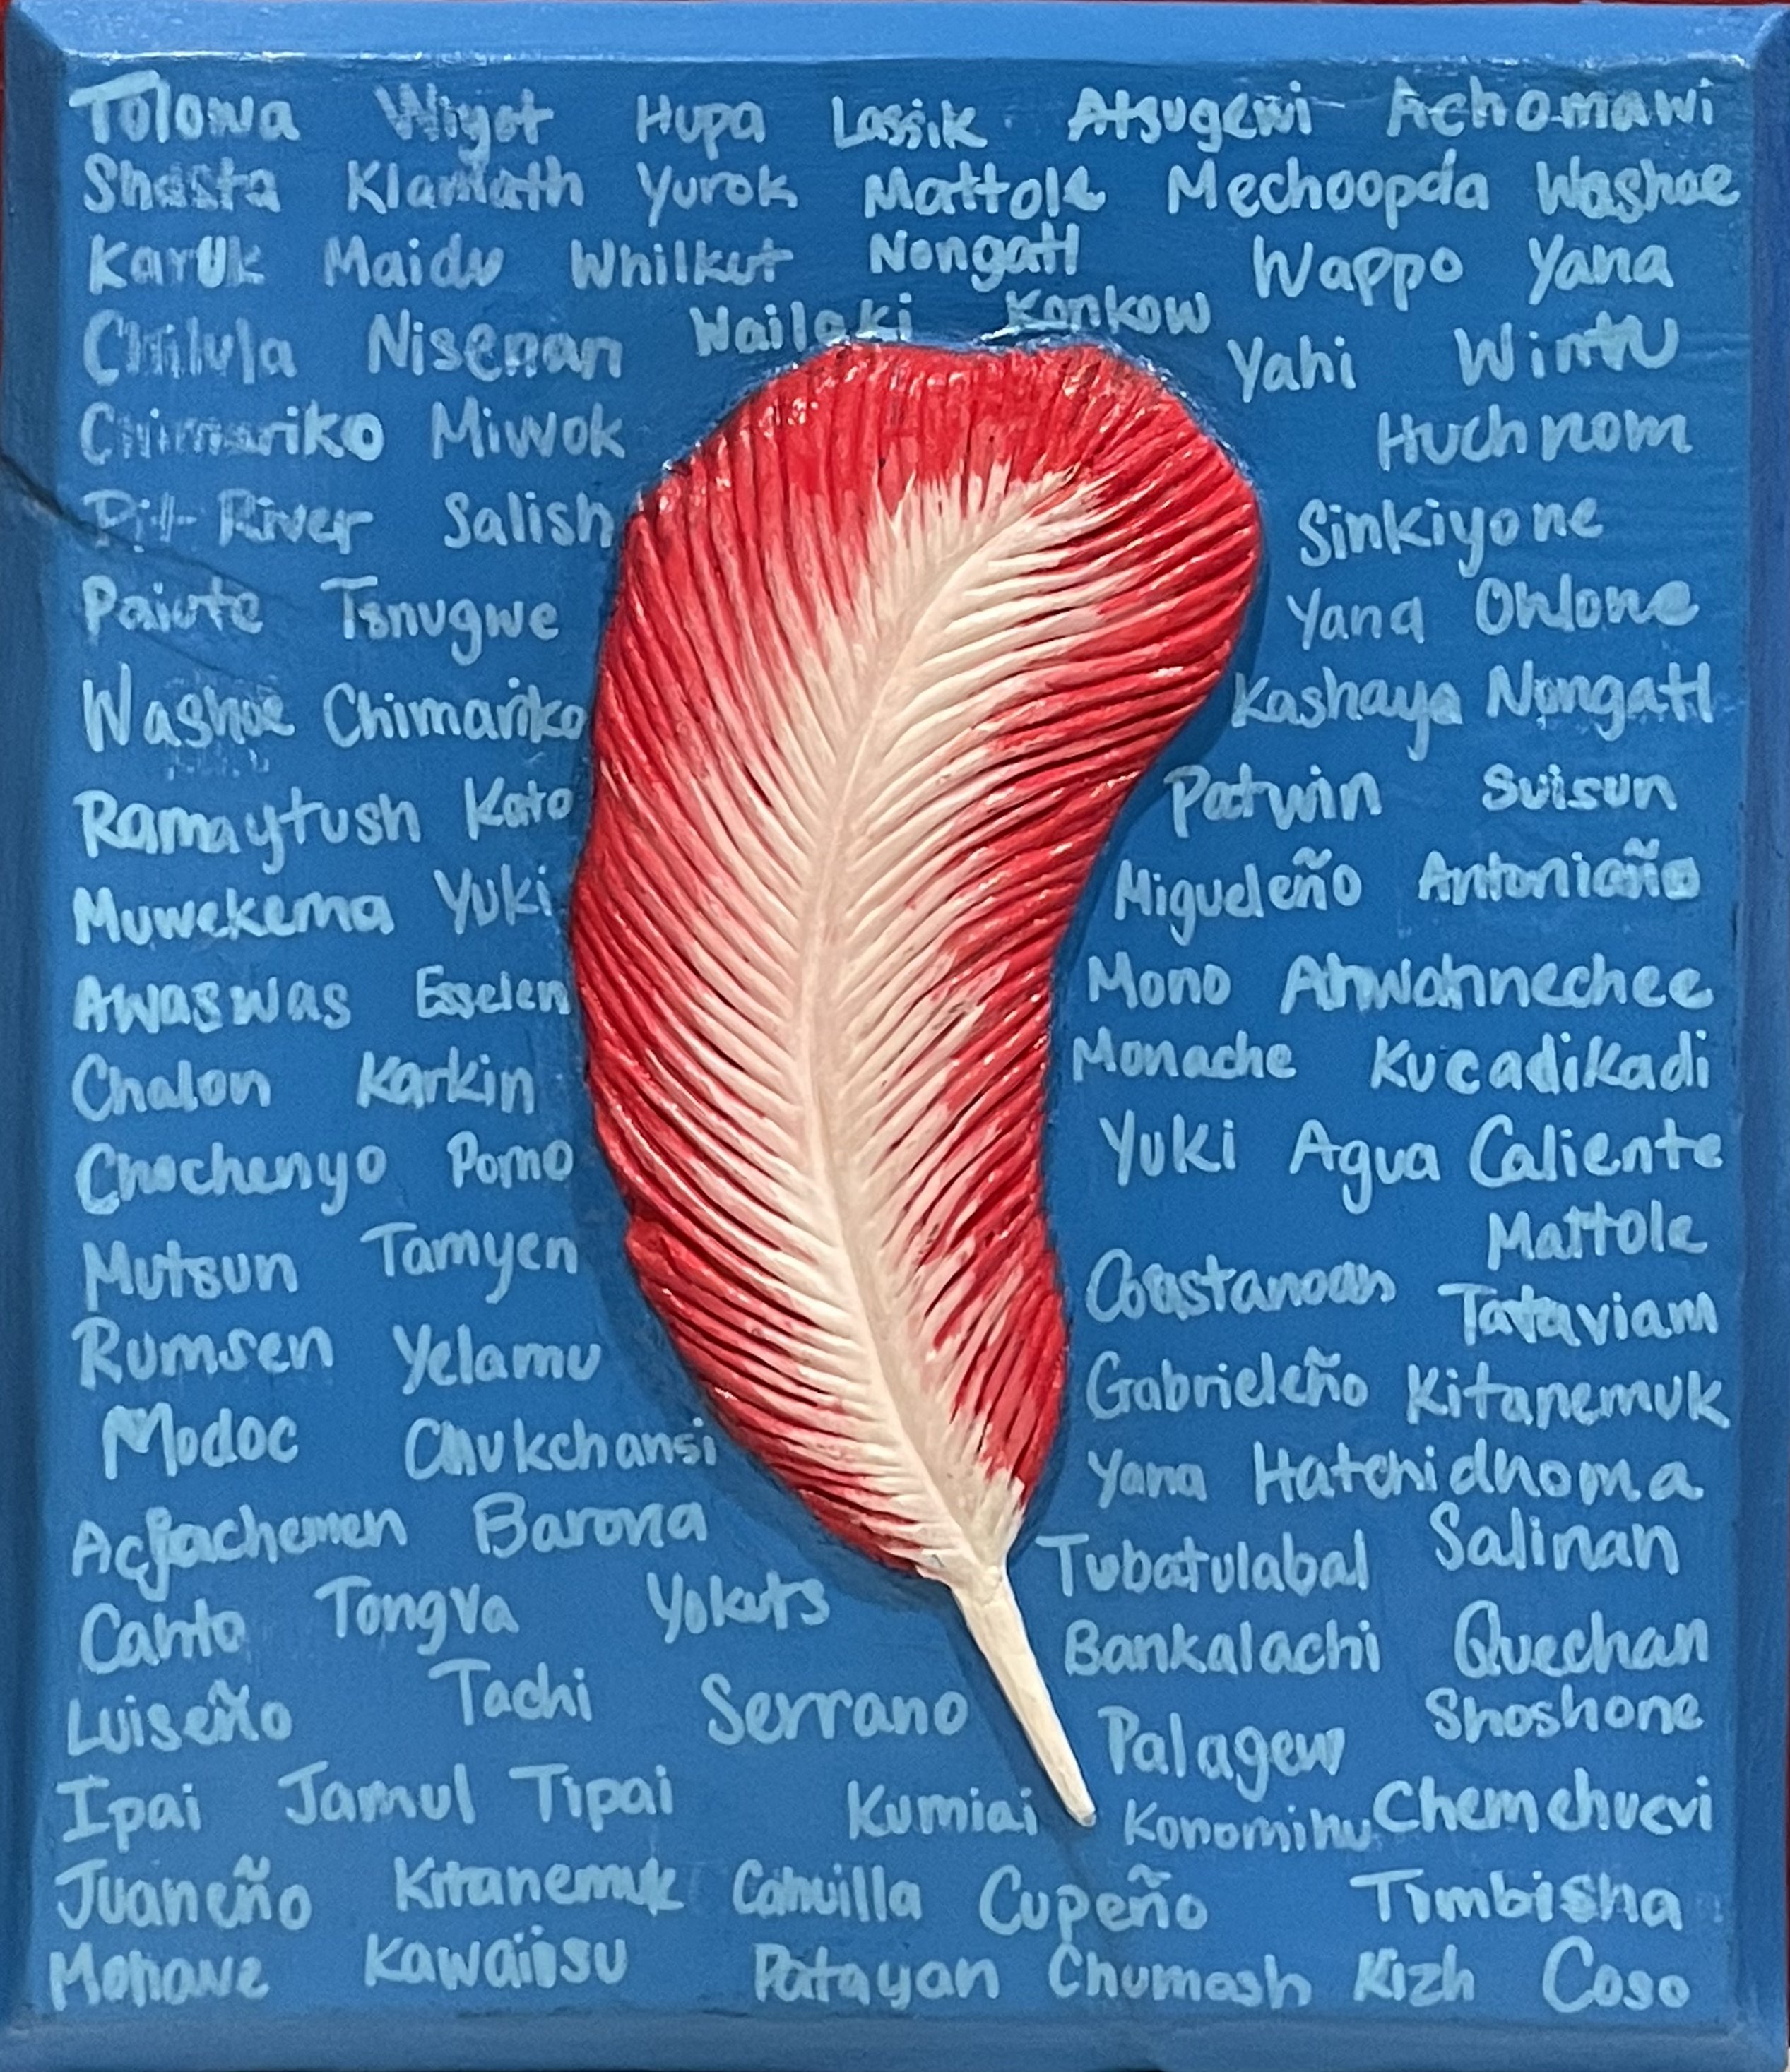 Tolowa Wiyot Hupa Lassik Atsugewi Achomawi
Shasta Klamath Yurok Mattole Mechoopda Washoe
Karuk Maidu Whilkut Nongatl Wappo Yana
Chilula Nisenan Wailaki Konkow Yahi Wintu
Chimariko Miwok Huchnom
Pit River Salish Sinkiyone
Paiute Tsnugwe Yana Ohlone
Washoe Chimariko Kashaya Nongatl
Ramaytush Kato Patwin Suisun
Muwekema Yuki Migueleño Antoniaño
Awaswas Esselen Mono Ahwahnechee
Chalon Karkin Monache Kucadikadi
Chochenyo Pomo Yuki Agua Caliente
Mattole
Mutsun Tamyen Coastanoan Tataviam
Rumsen Yelamu Gabrieleño Kitanemuk
Modoc Chukchansi Yana Hatchidhoma
Acjachemen Barona Tubatulabal Salinan
Cahto Tongva Yokuts Bankalachi Quechan
Luiseño Tachi Serrano Palagew Shoshone
Ipai Jamul Tipai Kumiai Konomihu Chemehuevi
Juaneño Kitanemuk Cahuilla Cupeño Timbisha
Mohave Kawaiisu Patayan Chumash Kizh Coso